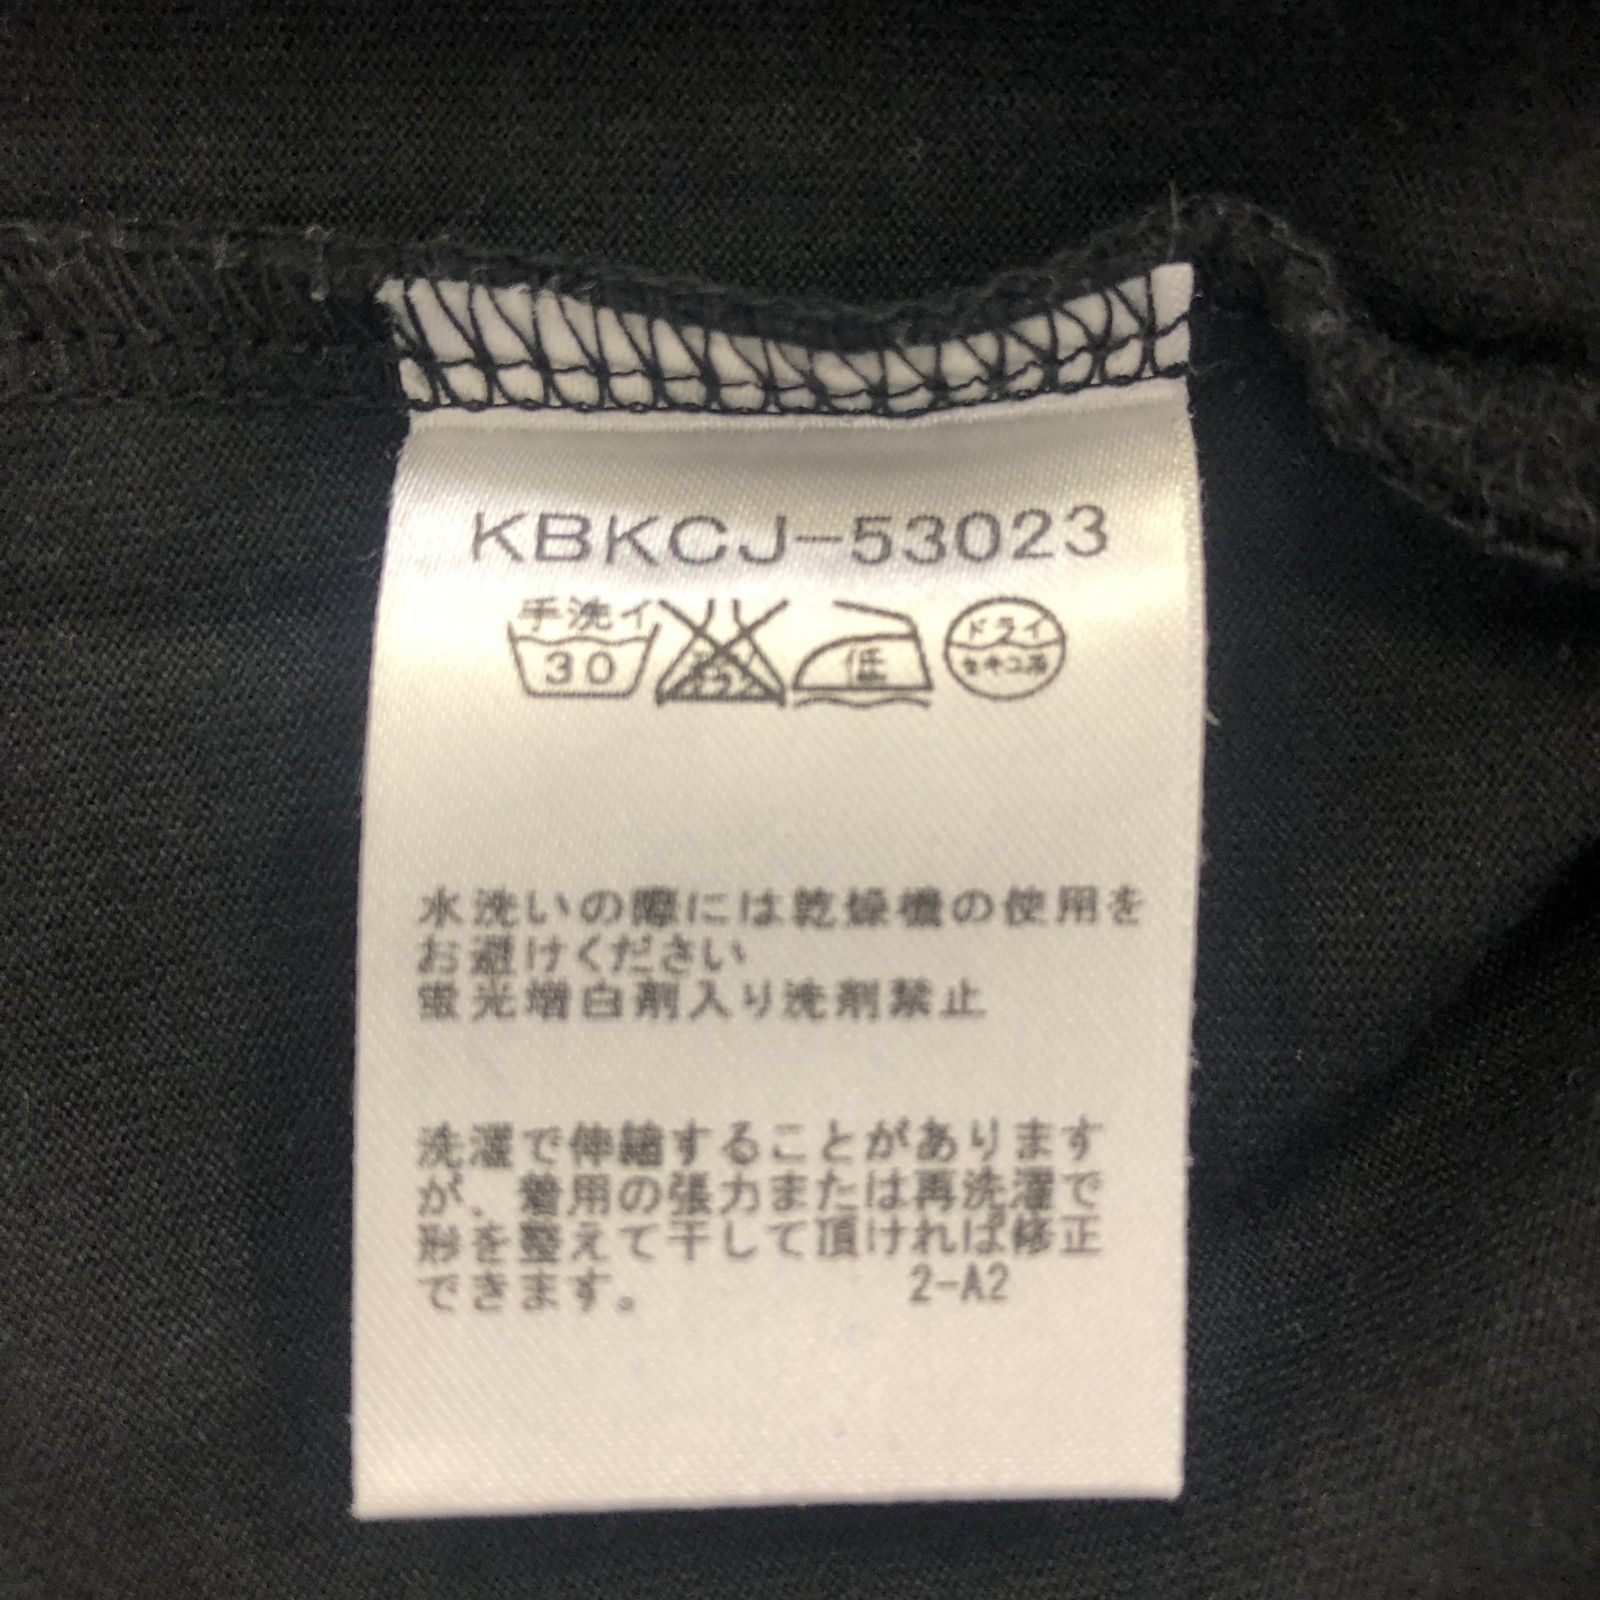 KBKCJ-53023
手洗イ
30
低
ドライ
セキユ系
水洗いの際には乾燥機の使用を
お避けください
蛍光増白剤入り洗剤禁止
洗濯で伸縮することがあります
が、着用の張力または再洗濯で
形を整えて干して頂ければ修正
できます。 2-A2